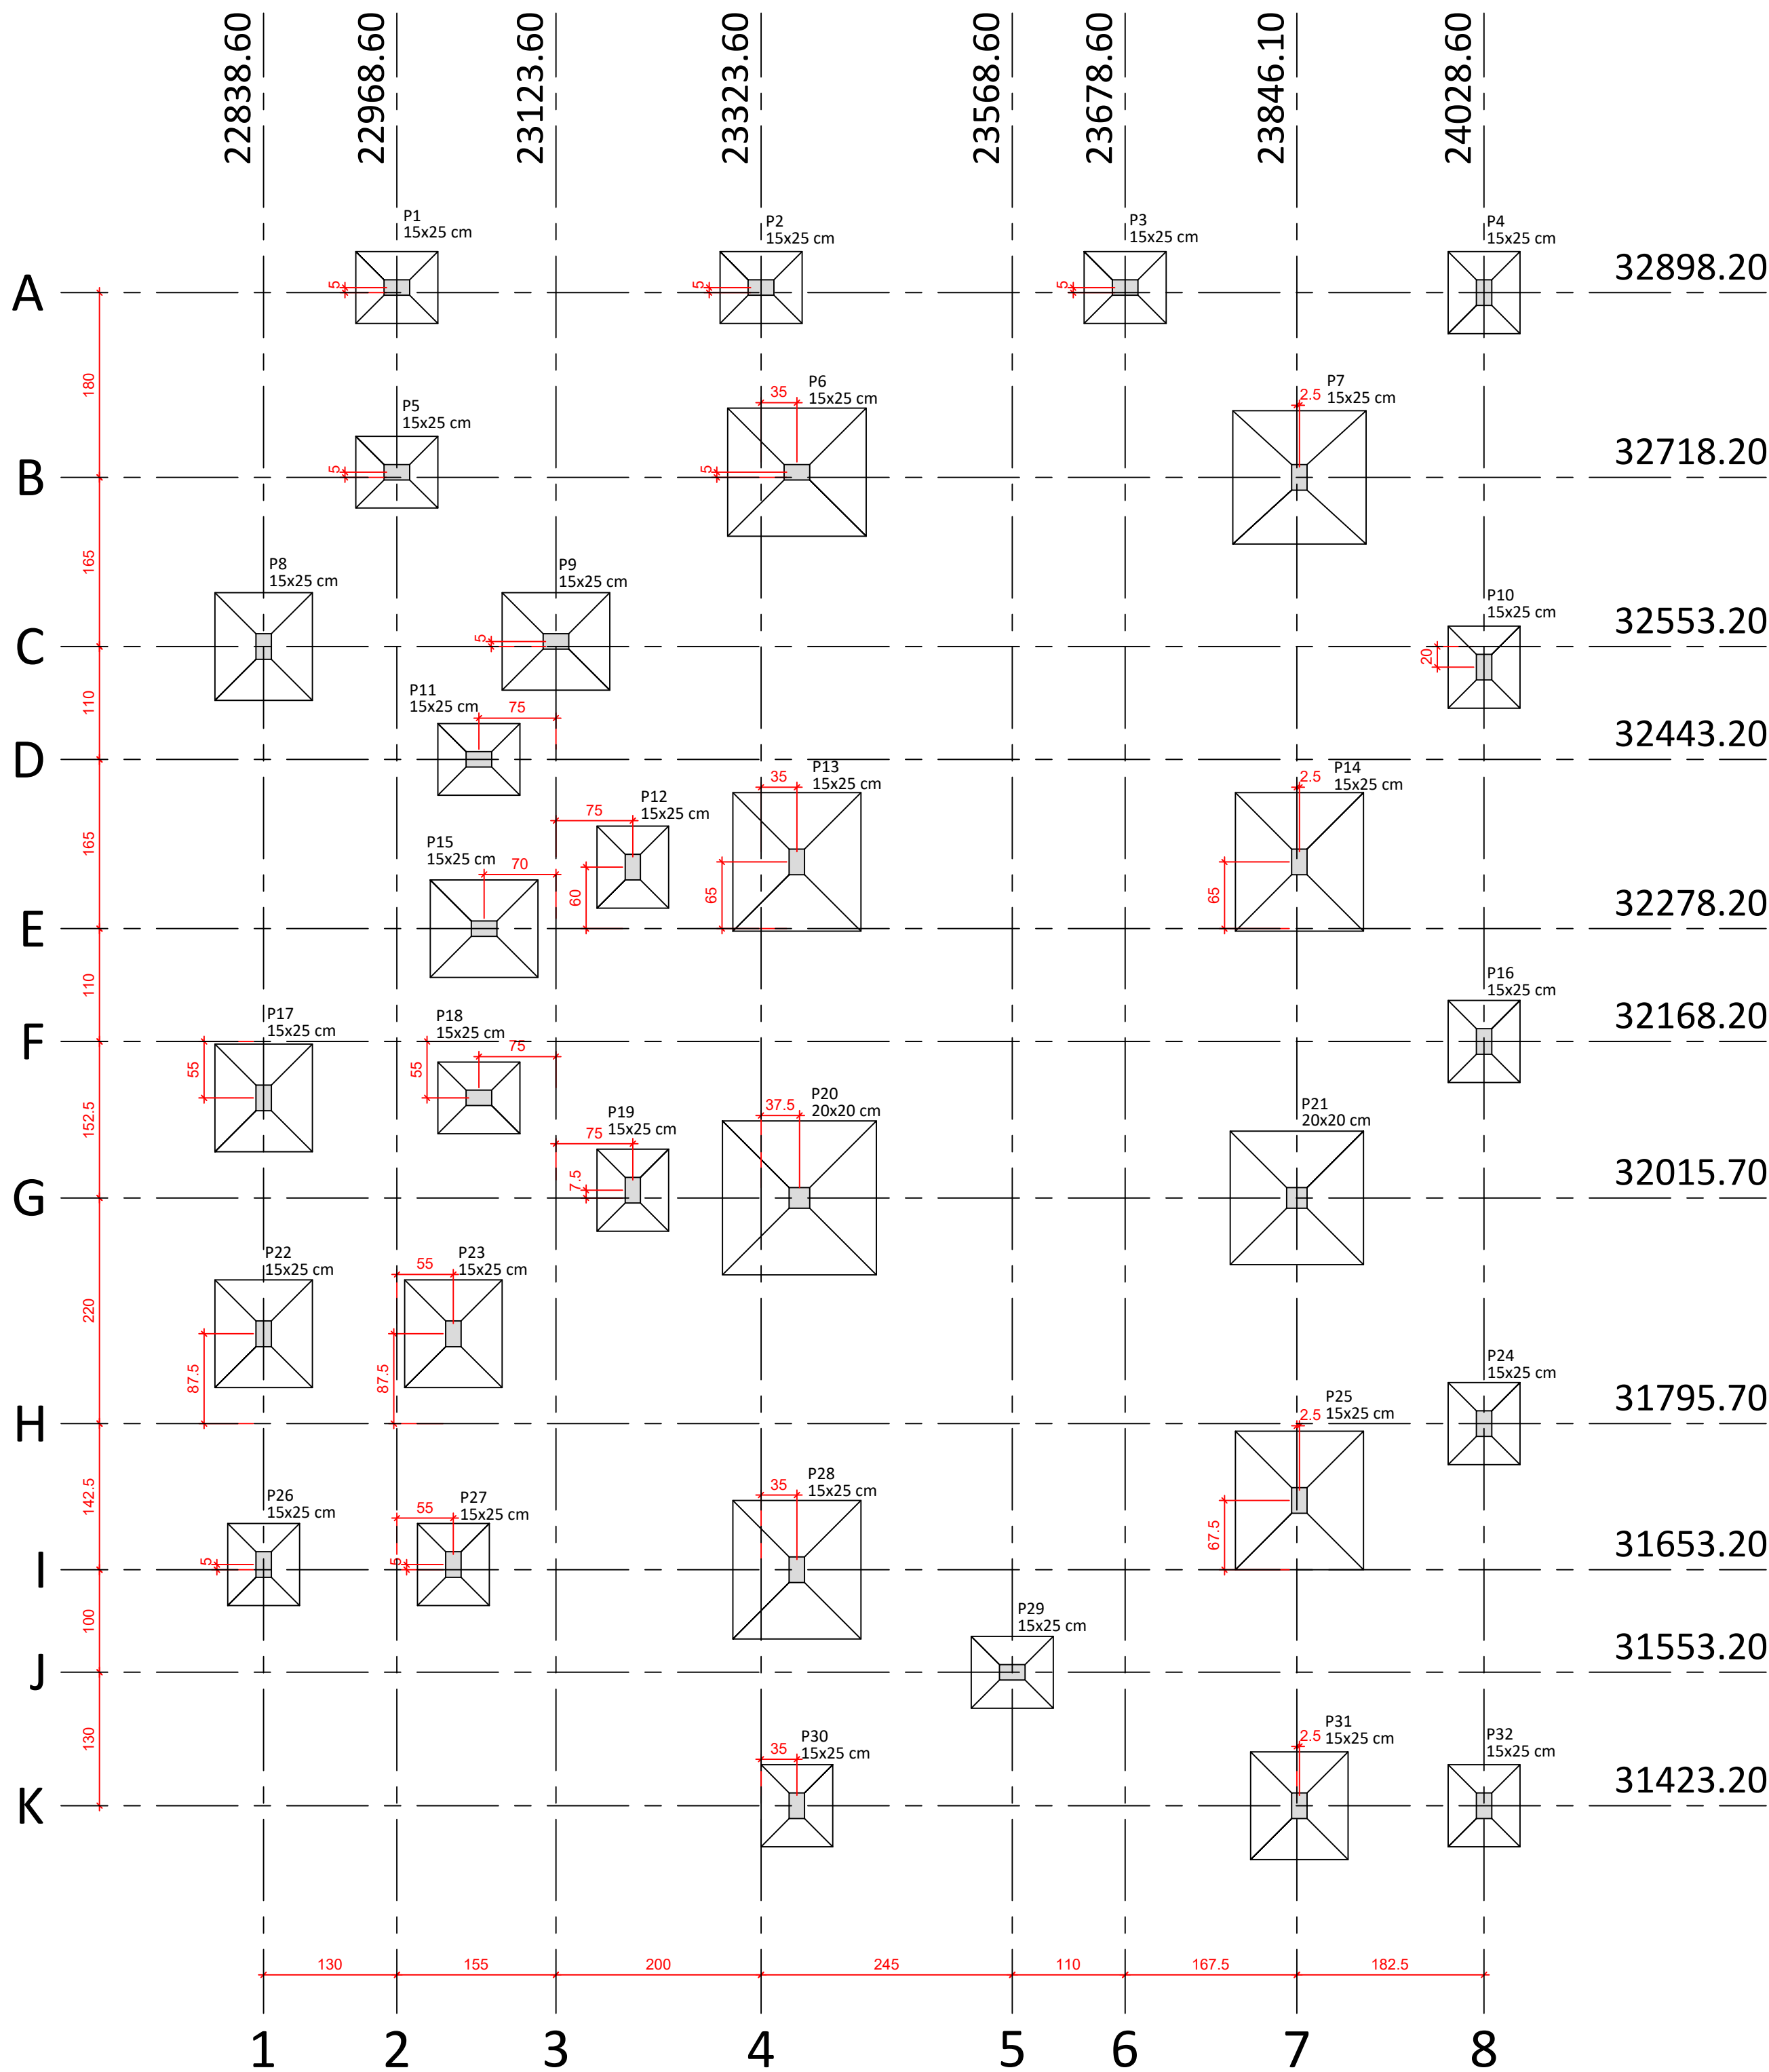 22838.60
22968.60
23123.60
23323.60
23568.60
23678.60
23846.10
24028.60
P1
15x25 cm
P2
15x25 cm
P3
15x25 cm
P4
15x25 cm
A
5
5
5
32898.20
180
P5
15x25 cm
35
P6
15x25 cm
2.5
P7
15x25 cm
B
5
5
32718.20
165
P8
15x25 cm
P9
15x25 cm
P10
15x25 cm
C
5
20
32553.20
110
P11
15x25 cm
75
D
32443.20
165
P12
15x25 cm
75
60
35
P13
15x25 cm
65
2.5
P14
15x25 cm
65
P15
15x25 cm
70
E
32278.20
110
P16
15x25 cm
P17
15x25 cm
P18
15x25 cm
F
32168.20
55
55
75
152.5
P19
15x25 cm
75
7.5
37.5
P20
20x20 cm
P21
20x20 cm
G
32015.70
220
P22
15x25 cm
87.5
55
P23
15x25 cm
87.5
P24
15x25 cm
H
2.5
P25
15x25 cm
67.5
31795.70
142.5
P26
15x25 cm
5
55
P27
15x25 cm
5
35
P28
15x25 cm
I
31653.20
100
P29
15x25 cm
J
31553.20
130
35
P30
15x25 cm
2.5
P31
15x25 cm
P32
15x25 cm
K
31423.20
130
155
200
245
110
167.5
182.5
1
2
3
4
5
6
7
8